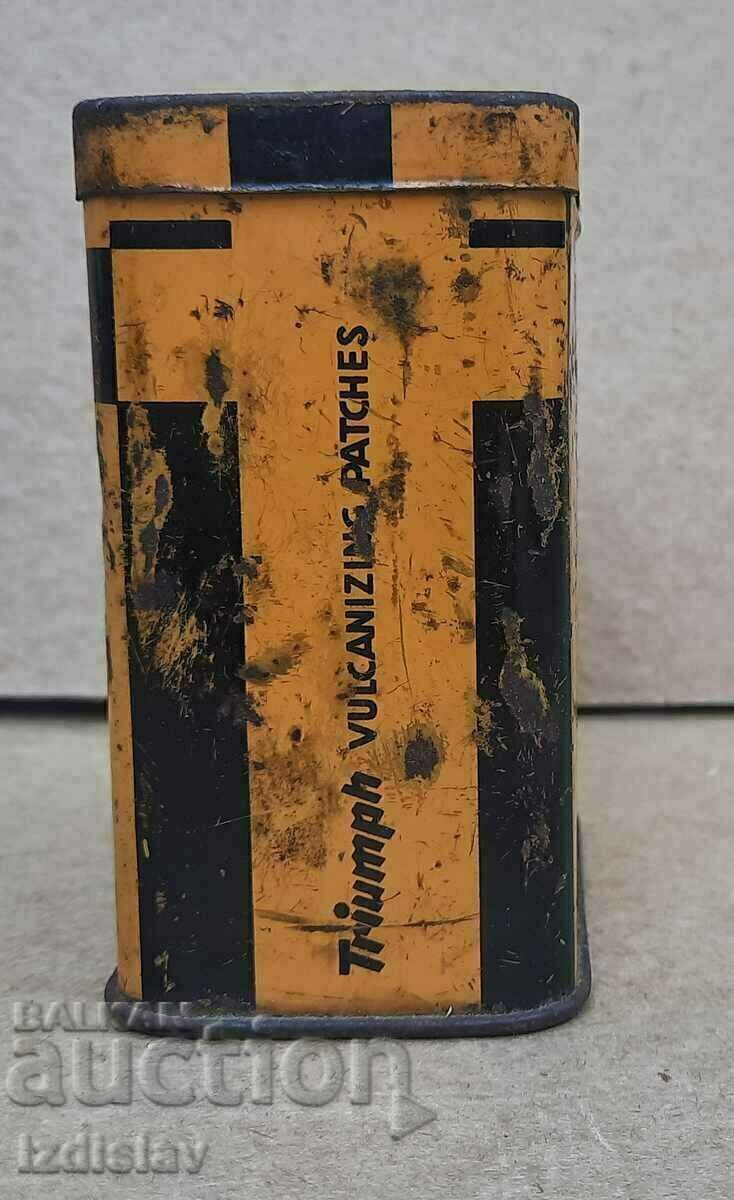 Triumph VULCANIZING PATCHES
BALKAN
auction
Izdislav